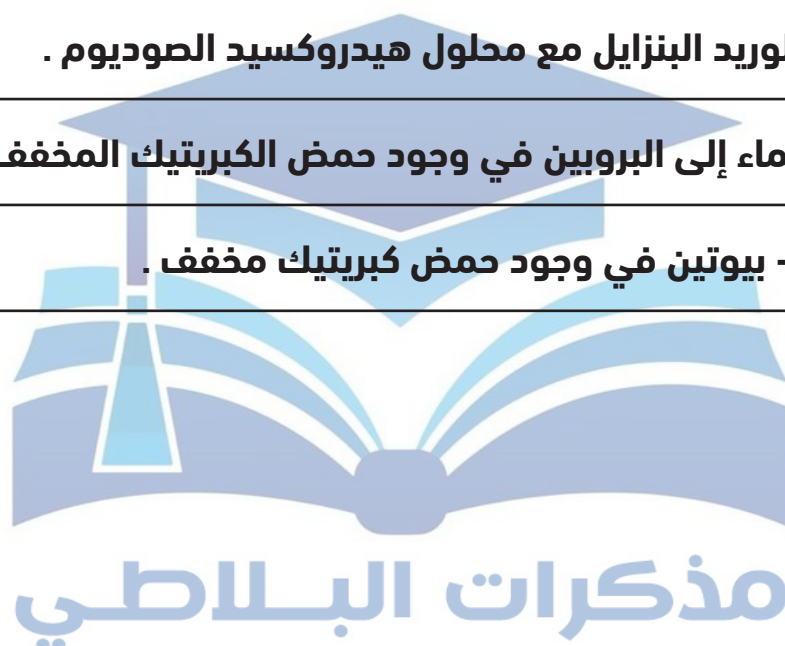 لوريد البنزايل مع محلول هيدروكسيد الصوديوم .
ماء إلى البروبين في وجود حمض الكبريتيك المخفف
- بيوتين في وجود حمض كبريتيك مخفف .
مذكرات البلاطي